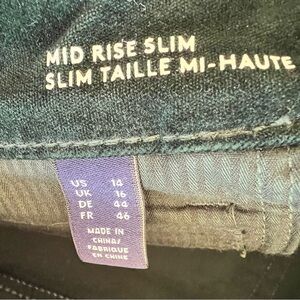 MID RISE SLIM
SLIM TAILLE MI-HAUTE
US 14
UK 16
DE 44
FR 46
MADE IN
CHINA/
FABRIQUE
EN CHINE